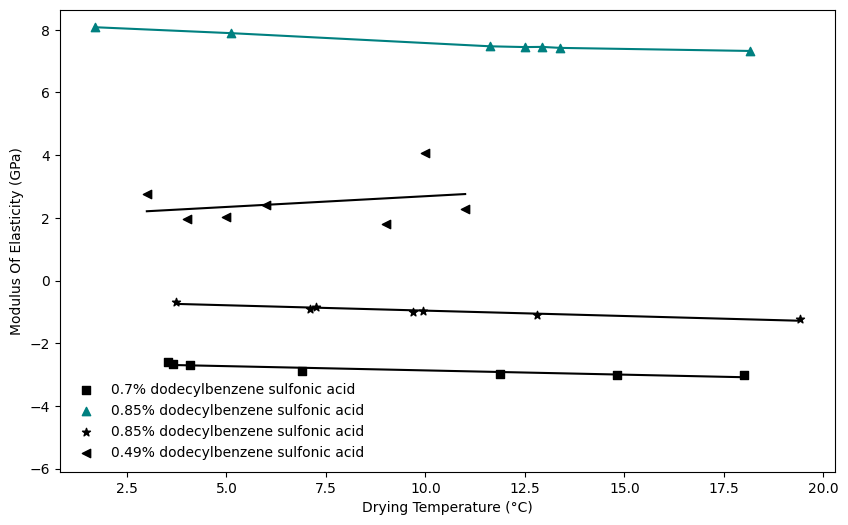 8
6
4
2
0
−2
−4
−6
Modulus Of Elasticity (GPa)
0.7% dodecylbenzene sulfonic acid
0.85% dodecylbenzene sulfonic acid
0.85% dodecylbenzene sulfonic acid
0.49% dodecylbenzene sulfonic acid
2.5 5.0 7.5 10.0 12.5 15.0 17.5 20.0
Drying Temperature (°C)